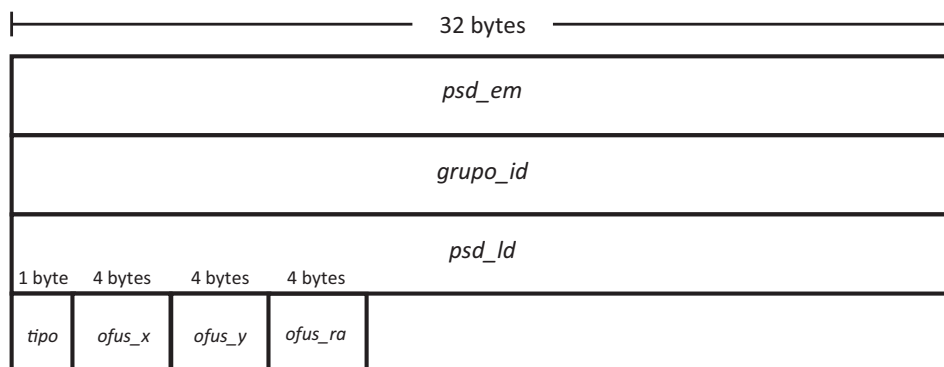 32 bytes
psd_em
grupo_id
psd_ld
1 byte 4 bytes 4 bytes 4 bytes
tipo ofus_x ofus_y ofus_ra